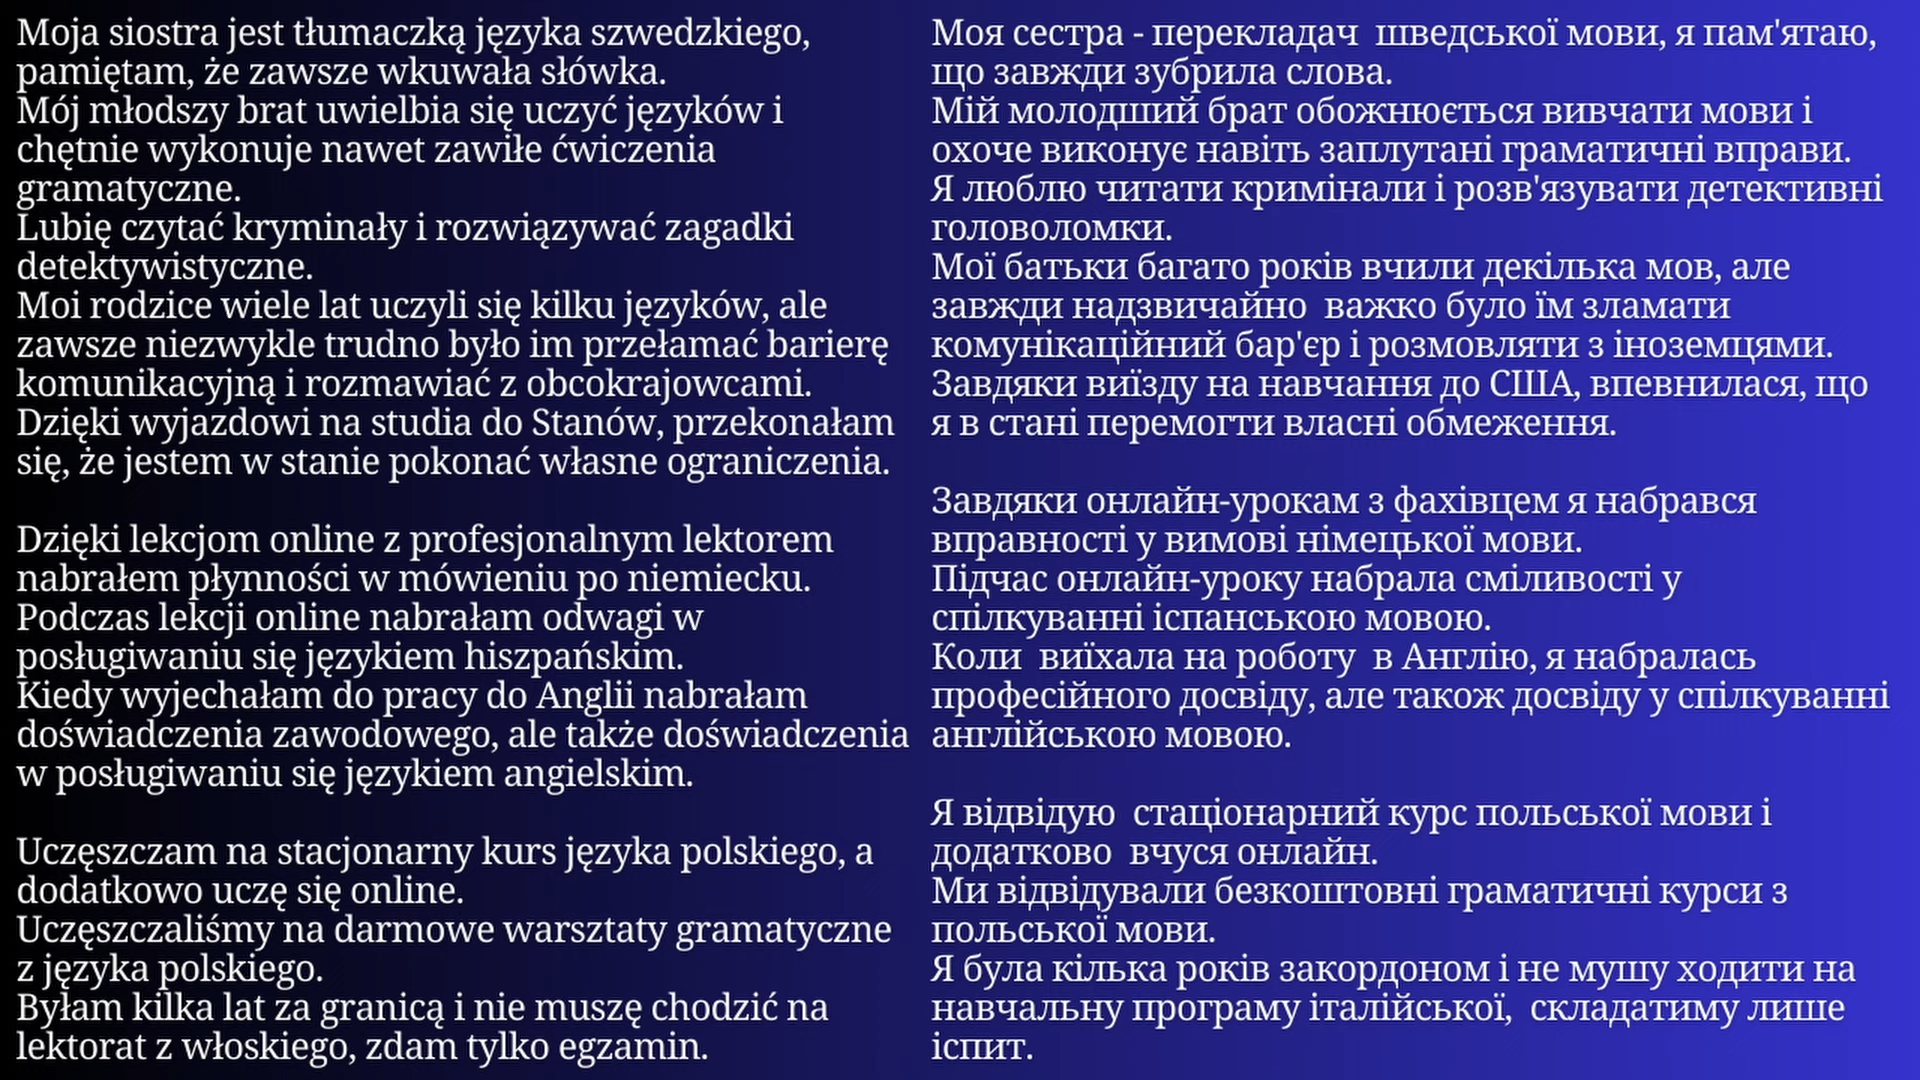 Moja siostra jest tłumaczką języka szwedzkiego,
pamiętam, że zawsze wkuwała słówka.
Mój młodszy brat uwielbia się uczyć języków i
chętnie wykonuje nawet zawiłe ćwiczenia
gramatyczne.
Lubię czytać kryminały i rozwiązywać zagadki
detektywistyczne.
Moi rodzice wiele lat uczyli się kilku języków, ale
zawsze niezwykle trudno było im przełamać barierę
komunikacyjną i rozmawiać z obcokrajowcami.
Dzięki wyjazdowi na studia do Stanów, przekonałam
się, że jestem w stanie pokonać własne ograniczenia.
Dzięki lekcjom online z profesjonalnym lektorem
nabrałem płynności w mówieniu po niemiecku.
Podczas lekcji online nabrałam odwagi w
posługiwaniu się językiem hiszpańskim.
Kiedy wyjechałam do pracy do Anglii nabrałam
doświadczenia zawodowego, ale także doświadczenia
w posługiwaniu się językiem angielskim.
Uczęszczam na stacjonarny kurs języka polskiego, a
dodatkowo uczę się online.
Uczęszczaliśmy na darmowe warsztaty gramatyczne
z języka polskiego.
Byłam kilka lat za granicą i nie muszę chodzić na
lektorat z włoskiego, zdam tylko egzamin.
Моя сестра - перекладач шведської мови, я пам'ятаю,
що завжди зубрила слова.
Мій молодший брат обожнюється вивчати мови і
охоче виконує навіть заплутані граматичні вправи.
Я люблю читати кримінали і розв'язувати детективні
головоломки.
Мої батьки багато років вчили декілька мов, але
завжди надзвичайно важко було їм зламати
комунікаційний бар'єр і розмовляти з іноземцями.
Завдяки виїзду на навчання до США, впевнилася, що
я в стані перемогти власні обмеження.
Завдяки онлайн-урокам з фахівцем я набрався
вправності у вимові німецької мови.
Підчас онлайн-уроку набрала сміливості у
спілкуванні іспанською мовою.
Коли виїхала на роботу в Англію, я набралась
професійного досвіду, але також досвіду у спілкуванні
англійською мовою.
Я відвідую стаціонарний курс польської мови і
додатково вчуся онлайн.
Ми відвідували безкоштовні граматичні курси з
польської мови.
Я була кілька років закордоном і не мушу ходити на
навчальну програму італійської, складатиму лише
іспит.